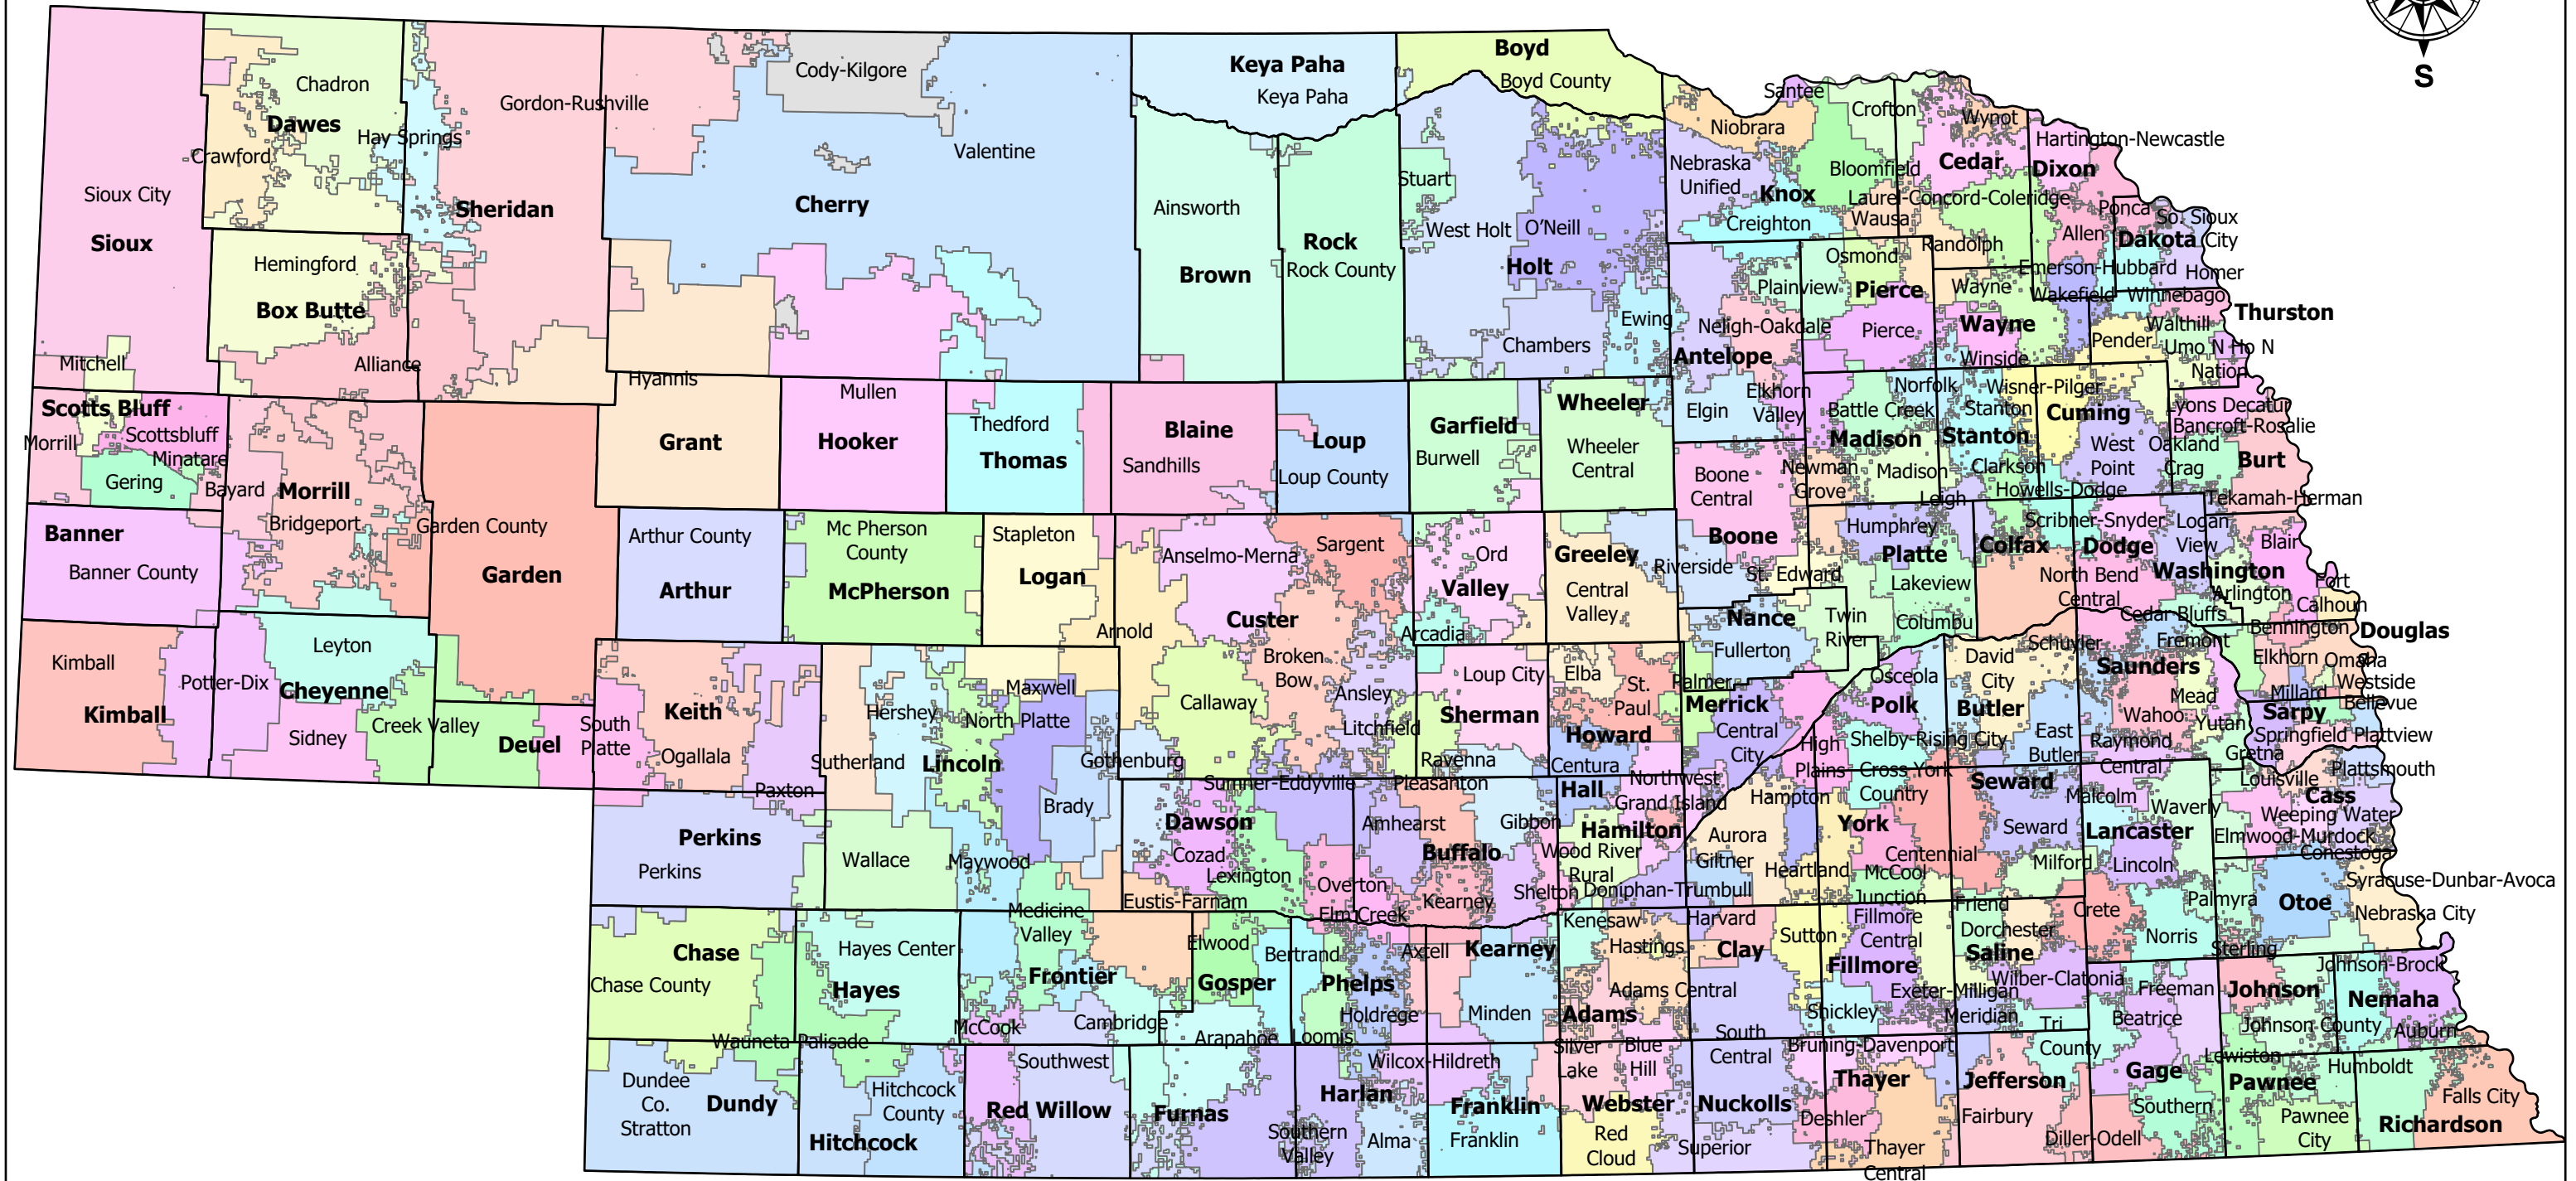 S
Boyd
Boyd County
Keya Paha
Keya Paha
Cody-Kilgore
Chadron
Gordon-Rushville
Dawes
Hay Springs
Crawford
Valentine
Santee
Crofton
Niobrara
Wynot
Hartington-Newcastle
Sioux City
Sioux
Sheridan
Cherry
Ainsworth
Brown
Rock
Rock County
Stuart
West Holt
O'Neill
Holt
Nebraska
Unified
Knox
Bloomfield
Cedar
Dixon
Laurel-Concord-Coleridge
Wausa
Creighton
Ponca
So. Sioux
City
Allen
Dakota
Randolph
Hemingford
Box Butte
Osmond
Emerson-Hubbard
Homer
Plainview
Pierce
Wayne
Wakefield
Winnebago
Thurston
Ewing
Neligh-Oakdale
Pierce
Wayne
Walthill
Pender
Umo N Ho N
Nation
Mitchell
Alliance
Chambers
Antelope
Winside
Hyannis
Mullen
Elkhorn
Valley
Norfolk
Wisner-Pilger
Scotts Bluff
Morrill
Scottsbluff
Minatare
Gering
Bayard
Morrill
Bridgeport
Garden County
Grant
Hooker
Thedford
Thomas
Blaine
Sandhills
Loup
Loup County
Garfield
Burwell
Wheeler
Wheeler
Central
Elgin
Battle Creek
Madison
Stanton
Stanton
Cuming
Lyons Decatur
Bancroft-Rosalie
West
Point
Oakland
Crag
Burt
Boone
Central
Newman
Grove
Madison
Clarkson
Leigh
Howells-Dodge
Tekamah-Herman
Banner
Banner County
Garden
Arthur County
Arthur
Mc Pherson
County
McPherson
Stapleton
Logan
Anselmo-Merna
Sargent
Ord
Valley
Greeley
Central
Valley
Boone
Riverside
St. Edward
Humphrey
Platte
Lakeview
Colfax
Scribner-Snyder
Dodge
Logan
View
Blair
Washington
North Bend
Central
Arlington
Fort
Calhoun
Custer
Arnold
Arcadia
Nance
Fullerton
Twin
River
Columbu
Cedar Bluffs
Schuyler
Fremont
Bennington
Douglas
Leyton
Kimball
Kimball
Potter-Dix
Cheyenne
Sidney
Creek Valley
Deuel
South
Platte
Keith
Ogallala
Paxton
Maxwell
Hershey
North Platte
Sutherland
Lincoln
Gothenburg
Brady
Callaway
Broken
Bow
Ansley
Litchfield
Loup City
Sherman
Ravenna
Elba
St.
Paul
Howard
Centura
Palmer
Merrick
Central
City
Osceola
Polk
David
City
Butler
Saunders
Mead
Wahoo
Yutan
Elkhorn
Omaha
Westside
Millard
Bellevue
Sarpy
Springfield Plattview
Gretna
Shelby-Rising City
East
Butler
Raymond
Central
High
Plains
Cross York
Country
Seward
Louisville
Plattsmouth
Cass
Weeping Water
Elmwood-Murdock
Conestoga
Perkins
Perkins
Wallace
Maywood
Sumner-Eddyville
Dawson
Cozad
Lexington
Overton
Eustis-Farnam
Elm Creek
Pleasanton
Amhearst
Buffalo
Gibbon
Shelton
Kearney
Hall
Northwest
Grand Island
Hamilton
Wood River
Rural
Doniphan-Trumbull
Hampton
Aurora
Giltner
Heartland
York
Centennial
McCool
Junction
Seward
Milford
Malcolm
Waverly
Lancaster
Lincoln
Syracuse-Dunbar-Avoca
Palmyra
Otoe
Nebraska City
Chase
Chase County
Hayes Center
Hayes
Medicine
Valley
Frontier
Elwood
Gosper
Bertrand
Phelps
Holdrege
Loomis
Axtell
Kearney
Minden
Kenesaw
Hastings
Adams Central
Adams
Harvard
Clay
Sutton
Fillmore
Central
Fillmore
Shickley
Exeter-Milligan
Friend
Dorchester
Saline
Wilber-Clatonia
Crete
Norris
Sterling
Meridian
Tri
County
Freeman
Beatrice
Johnson
Johnson County
Johnson-Brock
Nemaha
Auburn
McCook
Cambridge
Arapahoe
Wauneta Palisade
Dundee
Co.
Stratton
Dundy
Hitchcock
County
Hitchcock
Southwest
Red Willow
Furnas
Southern
Valley
Harlan
Alma
Wilcox-Hildreth
Franklin
Franklin
Silver
Lake
Blue
Hill
Webster
Red
Cloud
South
Central
Nuckolls
Superior
Bruning-Davenport
Thayer
Deshler
Thayer
Central
Jefferson
Fairbury
Diller-Odell
Gage
Southern
Lewiston
Pawnee
Pawnee
City
Humboldt
Falls City
Richardson